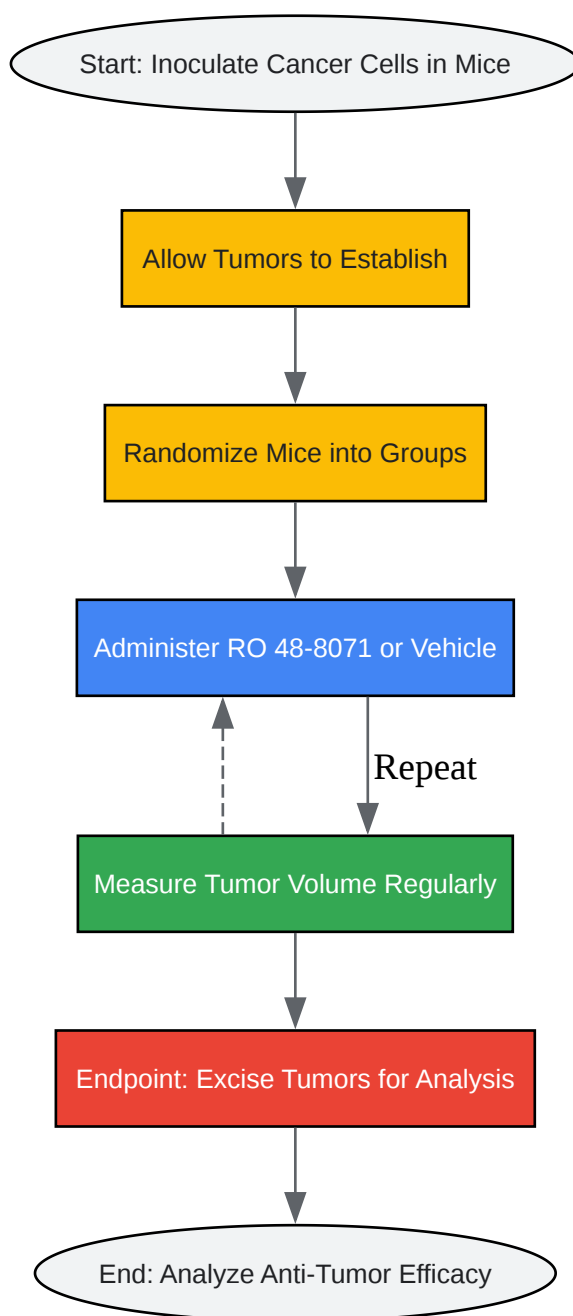 Start: Inoculate Cancer Cells in Mice
Allow Tumors to Establish
Randomize Mice into Groups
Administer RO 48-8071 or Vehicle
Repeat
Measure Tumor Volume Regularly
Endpoint: Excise Tumors for Analysis
End: Analyze Anti-Tumor Efficacy